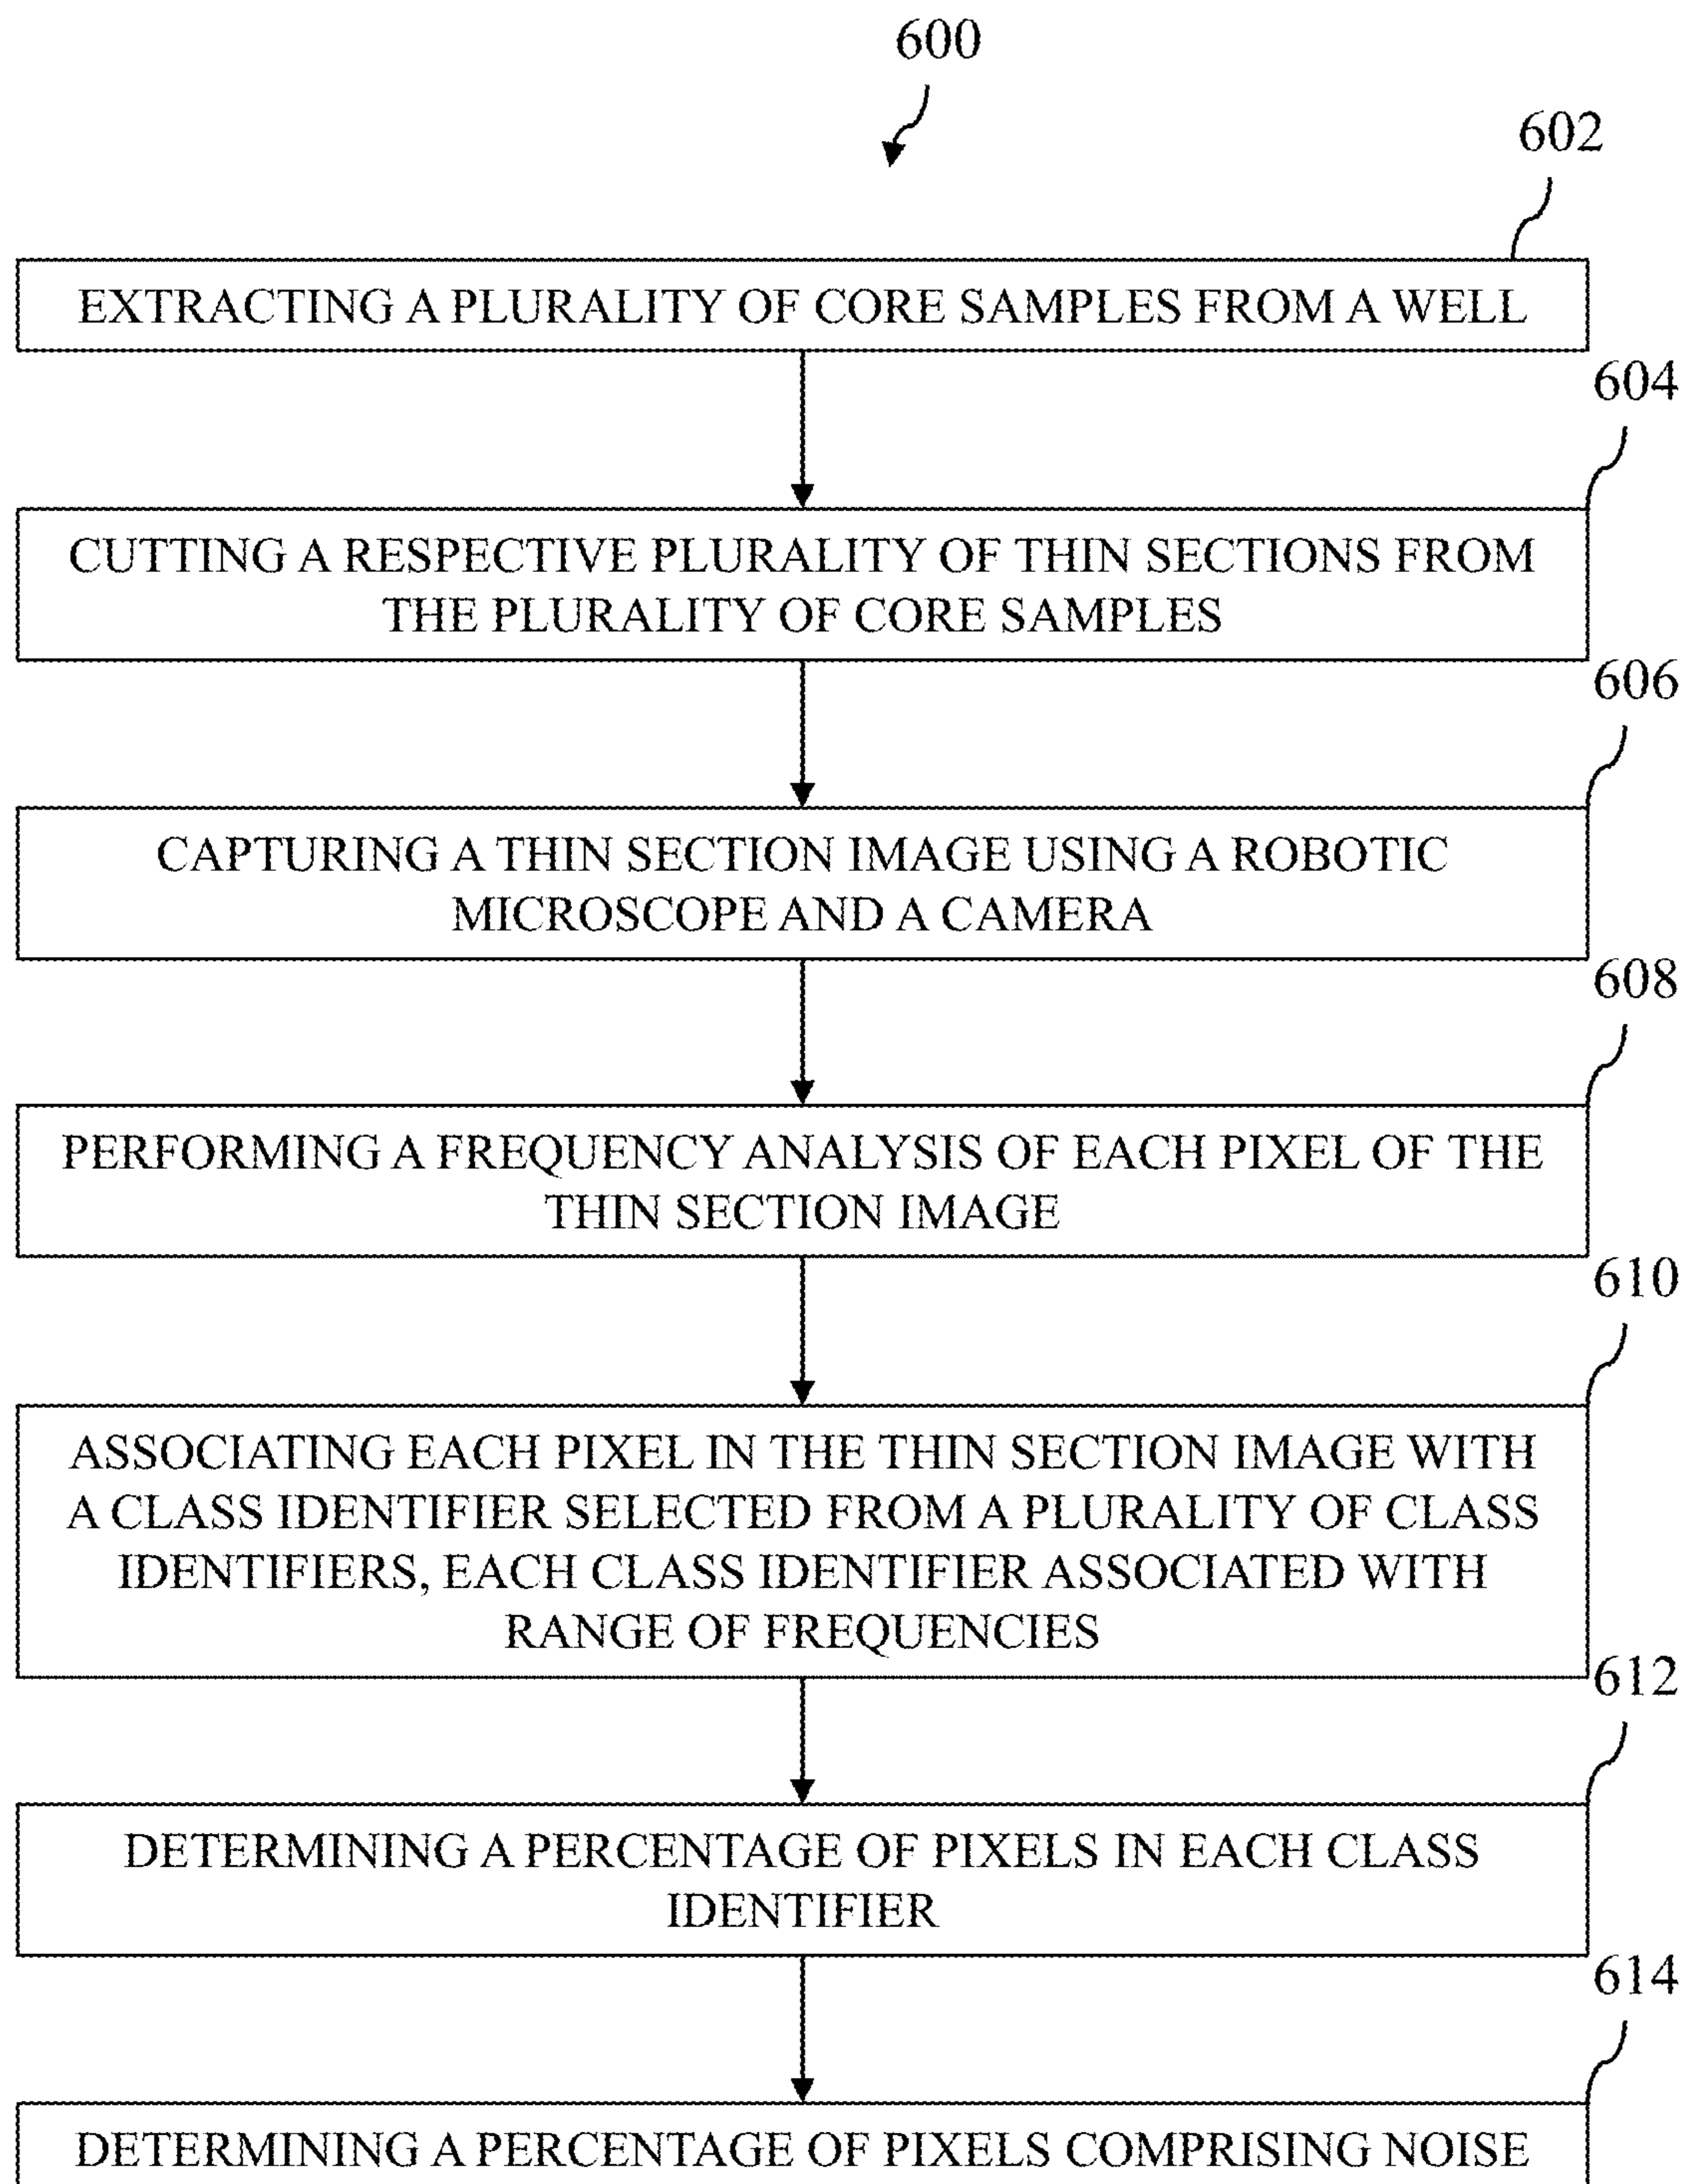 600
602
EXTRACTING A PLURALITY OF CORE SAMPLES FROM A WELL
604
CUTTING A RESPECTIVE PLURALITY OF THIN SECTIONS FROM
THE PLURALITY OF CORE SAMPLES
606
CAPTURING A THIN SECTION IMAGE USING A ROBOTIC
MICROSCOPE AND A CAMERA
608
PERFORMING A FREQUENCY ANALYSIS OF EACH PIXEL OF THE
THIN SECTION IMAGE
610
ASSOCIATING EACH PIXEL IN THE THIN SECTION IMAGE WITH
A CLASS IDENTIFIER SELECTED FROM A PLURALITY OF CLASS
IDENTIFIERS, EACH CLASS IDENTIFIER ASSOCIATED WITH
RANGE OF FREQUENCIES
612
DETERMINING A PERCENTAGE OF PIXELS IN EACH CLASS
IDENTIFIER
614
DETERMINING A PERCENTAGE OF PIXELS COMPRISING NOISE